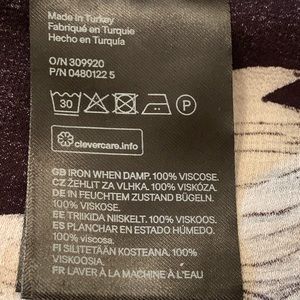 Made in Turkey
Fabriqué en Turquie
Hecho en Turquía
O/N 309920
P/N 0480122 5
30
P
clevercare.info
GB IRON WHEN DAMP. 100% VISCOSE.
CZ ŽEHLIT ZA VLHKA. 100% VISKÓZA.
DE IN FEUCHTEM ZUSTAND BÜGELN.
100% VISKOSE.
EE TRIIKIDA NIISKELT. 100% VISKOOS.
ES PLANCHAR EN ESTADO HÚMEDO.
100% viscosa.
FI SILITETÄÄN KOSTEANA. 100%
VISKOOSIA
FR LAVER À LA MACHINE À L'EAU